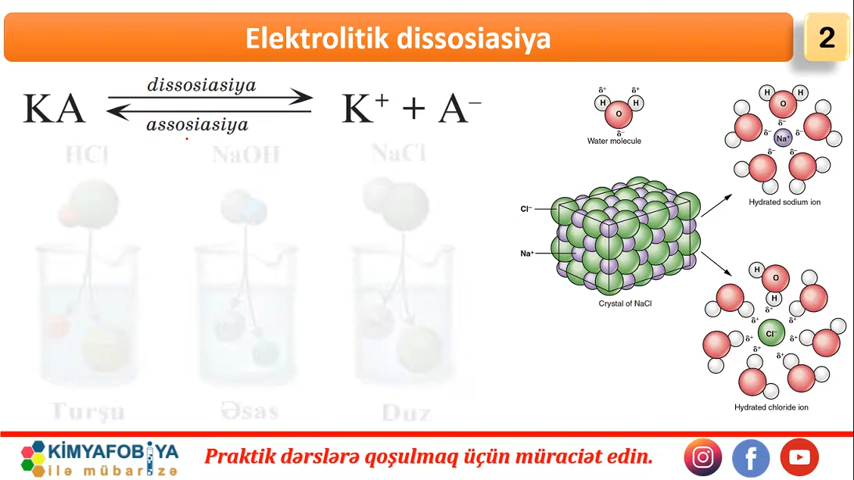 Elektrolitik dissosiasiya
2
KA dissosiasiya K⁺ + A⁻
assosiasiya
HCl NaOH NaCl
Turşu Əsas Duz
δ⁺ δ⁺
H H
O
δ⁻
Water molecule
H H
O
δ⁻
δ⁻ Na⁺ δ⁻
δ⁻ δ⁻
Hydrated sodium ion
Cl⁻
Na⁺
Crystal of NaCl
H O
H
δ⁺
δ⁺ δ⁺
δ⁺ Cl⁻ δ⁺
δ⁺ δ⁺
Hydrated chloride ion
KİMYAFOBİYA
ilə mübarizə
Praktik dərslərə qoşulmaq üçün müraciət edin.